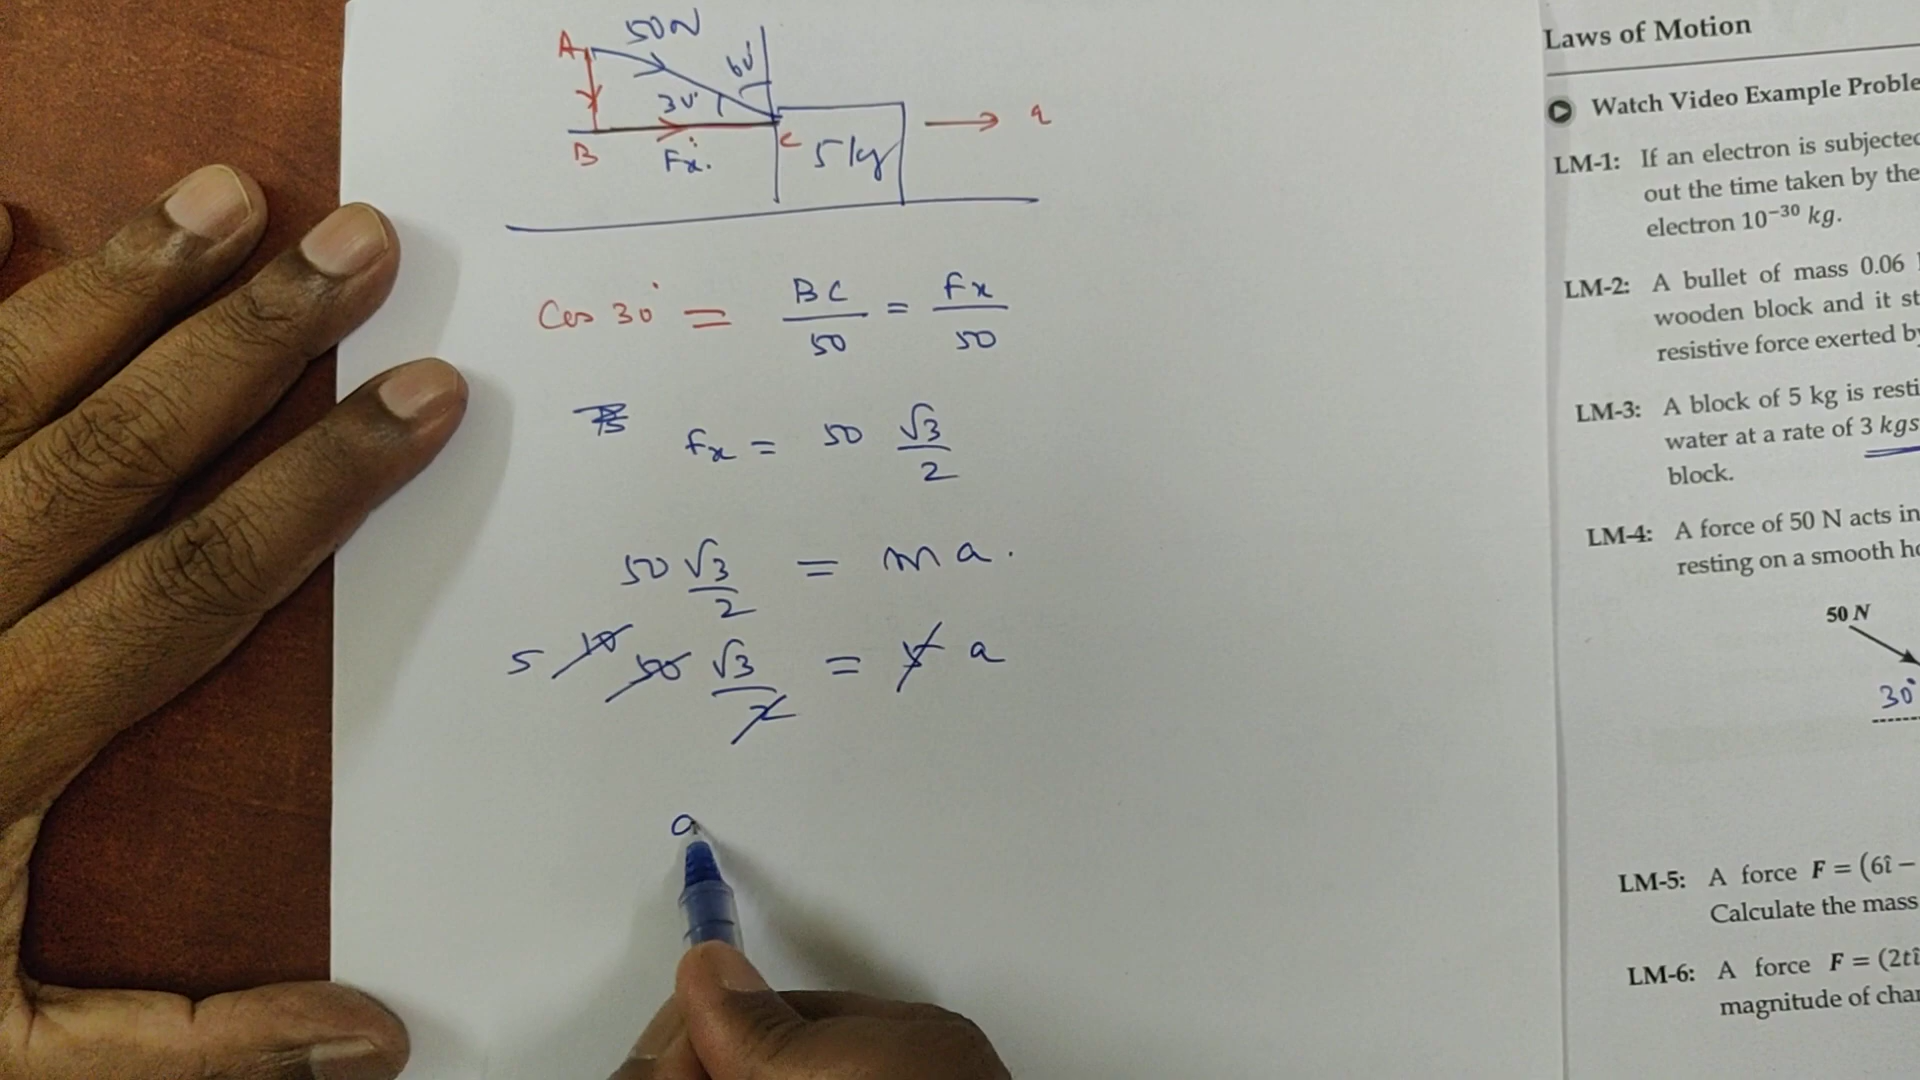 50N
A
60°
30°
B
Fx.
C
5kg
a
Cos 30° = BC/50 = Fx/50
Fx = 50 √3/2
50 √3/2 = ma.
5 10 50 √3/2 = 5 a
a
Laws of Motion
Watch Video Example Proble
LM-1: If an electron is subjected
out the time taken by the
electron 10⁻³⁰ kg.
LM-2: A bullet of mass 0.06
wooden block and it st
resistive force exerted by
LM-3: A block of 5 kg is resti
water at a rate of 3 kgs
block.
LM-4: A force of 50 N acts in
resting on a smooth ho
50 N
30°
LM-5: A force F = (6î −
Calculate the mass
LM-6: A force F = (2tî
magnitude of chan